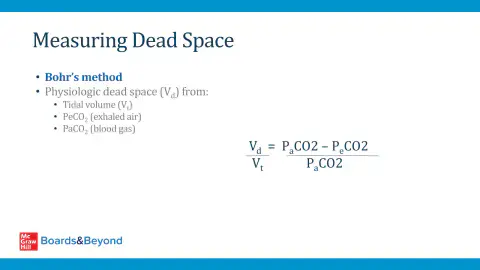 Measuring Dead Space
• Bohr's method
• Physiologic dead space (Vd) from:
• Tidal volume (Vt)
• PeCO2 (exhaled air)
• PaCO2 (blood gas)
Vd = PaCO2 – PeCO2
Vt PaCO2
Mc
Graw
Hill
Boards&Beyond